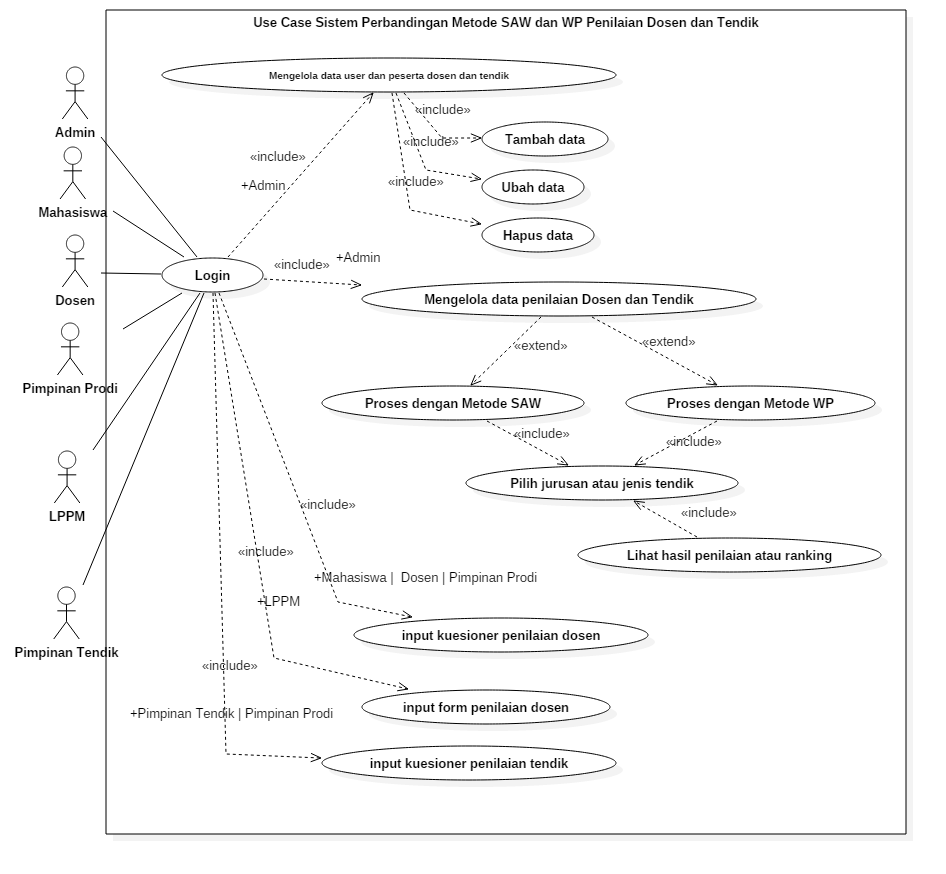 Use Case Sistem Perbandingan Metode SAW dan WP Penilaian Dosen dan Tendik
Mengelola data user dan peserta dosen dan tendik
Admin
«include»
Tambah data
«include»
«include»
+Admin
«include»
Ubah data
Mahasiswa
Hapus data
Dosen
Login
«include»
+Admin
Mengelola data penilaian Dosen dan Tendik
Pimpinan Prodi
«extend»
«extend»
Proses dengan Metode SAW
Proses dengan Metode WP
«include»
«include»
Pilih jurusan atau jenis tendik
LPPM
«include»
«include»
Lihat hasil penilaian atau ranking
«include»
+Mahasiswa | Dosen | Pimpinan Prodi
+LPPM
input kuesioner penilaian dosen
Pimpinan Tendik
«include»
input form penilaian dosen
+Pimpinan Tendik | Pimpinan Prodi
input kuesioner penilaian tendik